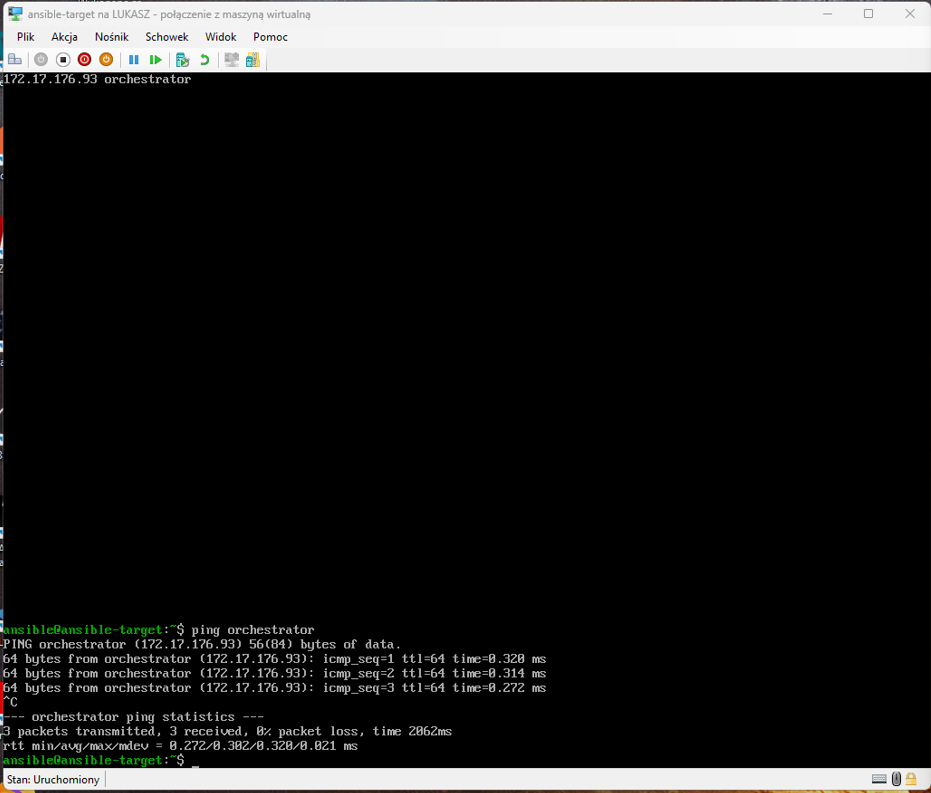 ansible-target na LUKASZ - połączenie z maszyną wirtualną
Plik Akcja Nośnik Schowek Widok Pomoc
172.17.176.93 orchestrator
ansible@ansible-target:~$ ping orchestrator
PING orchestrator (172.17.176.93) 56(84) bytes of data.
64 bytes from orchestrator (172.17.176.93): icmp_seq=1 ttl=64 time=0.320 ms
64 bytes from orchestrator (172.17.176.93): icmp_seq=2 ttl=64 time=0.314 ms
64 bytes from orchestrator (172.17.176.93): icmp_seq=3 ttl=64 time=0.272 ms
^C
--- orchestrator ping statistics ---
3 packets transmitted, 3 received, 0% packet loss, time 2062ms
rtt min/avg/max/mdev = 0.272/0.302/0.320/0.021 ms
ansible@ansible-target:~$ _
Stan: Uruchomiony